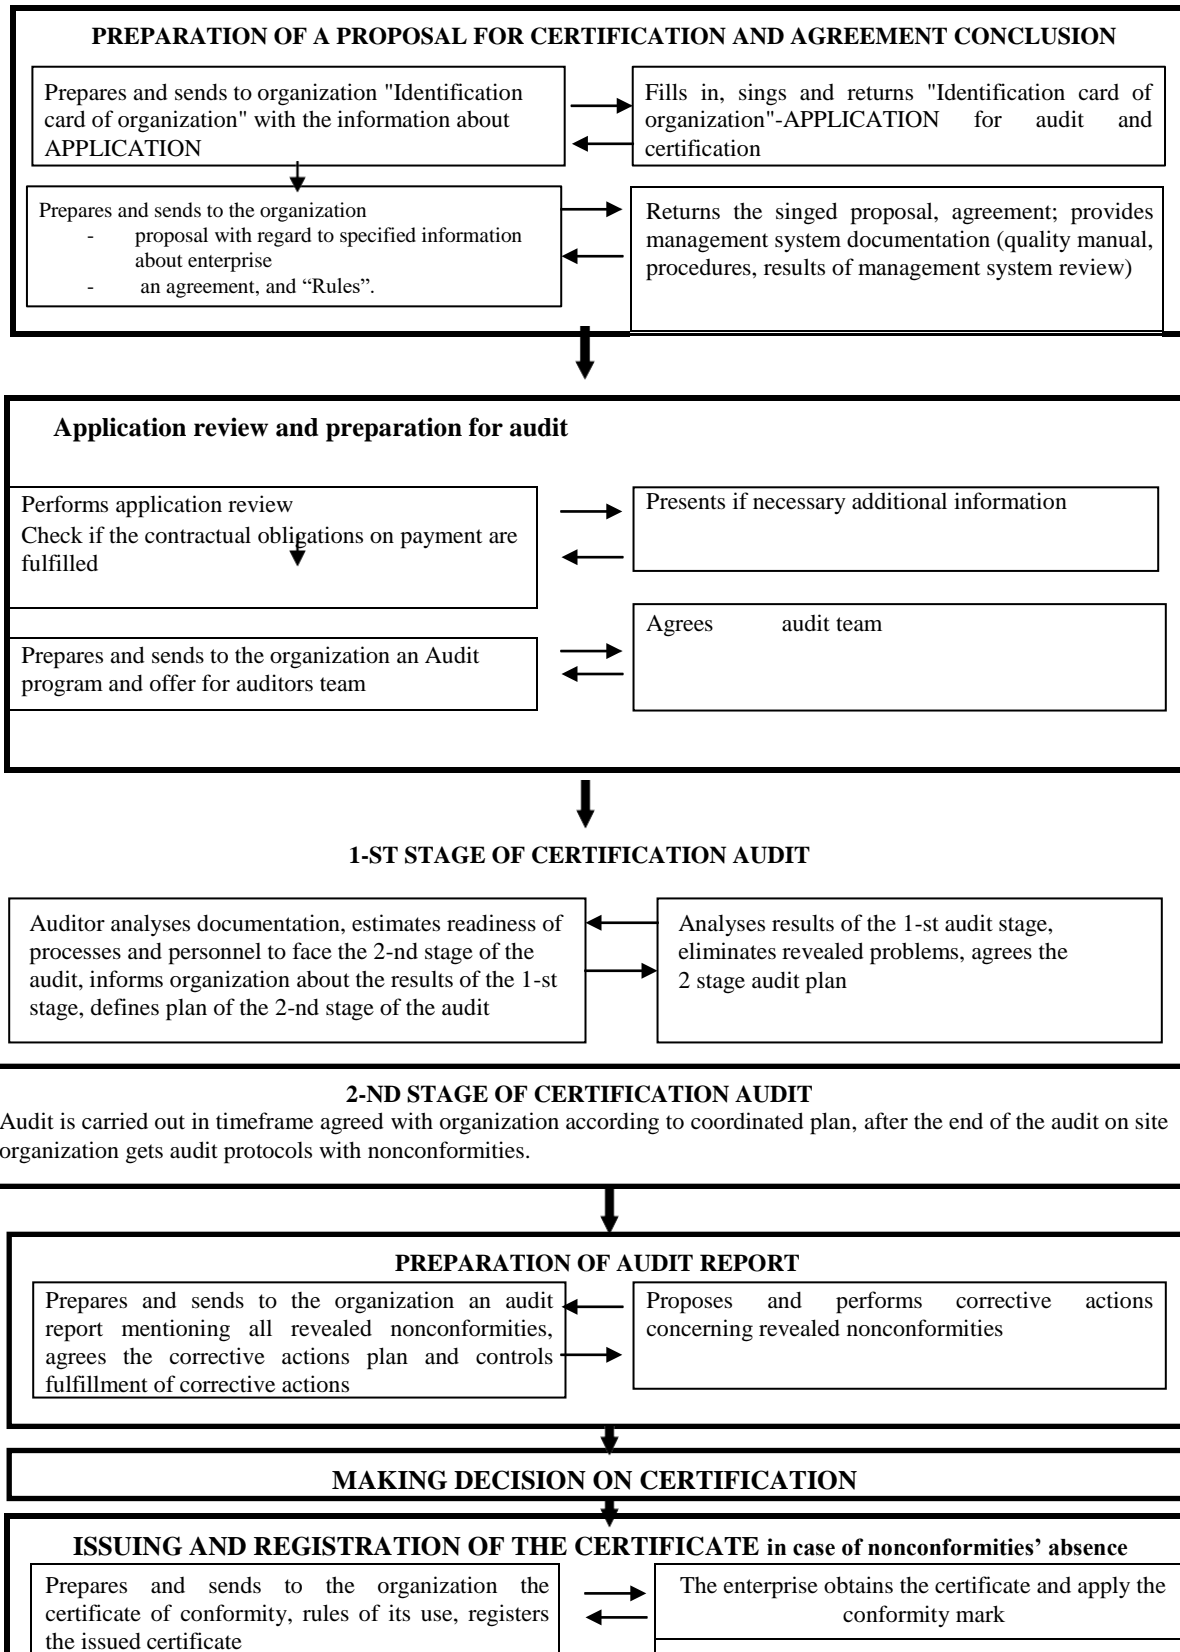 PREPARATION OF A PROPOSAL FOR CERTIFICATION AND AGREEMENT CONCLUSION
Prepares and sends to organization "Identification
card of organization" with the information about
APPLICATION
Fills in, sings and returns "Identification card of
organization"-APPLICATION for audit and
certification
Prepares and sends to the organization
- proposal with regard to specified information
about enterprise
- an agreement, and “Rules”.
Returns the singed proposal, agreement; provides
management system documentation (quality manual,
procedures, results of management system review)
Application review and preparation for audit
Performs application review
Check if the contractual obligations on payment are
fulfilled
Presents if necessary additional information
Prepares and sends to the organization an Audit
program and offer for auditors team
Agrees audit team
1-ST STAGE OF CERTIFICATION AUDIT
Auditor analyses documentation, estimates readiness of
processes and personnel to face the 2-nd stage of the
audit, informs organization about the results of the 1-st
stage, defines plan of the 2-nd stage of the audit
Analyses results of the 1-st audit stage,
eliminates revealed problems, agrees the
2 stage audit plan
2-ND STAGE OF CERTIFICATION AUDIT
Audit is carried out in timeframe agreed with organization according to coordinated plan, after the end of the audit on site
organization gets audit protocols with nonconformities.
PREPARATION OF AUDIT REPORT
Prepares and sends to the organization an audit
report mentioning all revealed nonconformities,
agrees the corrective actions plan and controls
fulfillment of corrective actions
Proposes and performs corrective actions
concerning revealed nonconformities
MAKING DECISION ON CERTIFICATION
ISSUING AND REGISTRATION OF THE CERTIFICATE in case of nonconformities’ absence
Prepares and sends to the organization the
certificate of conformity, rules of its use, registers
the issued certificate
The enterprise obtains the certificate and apply the
conformity mark